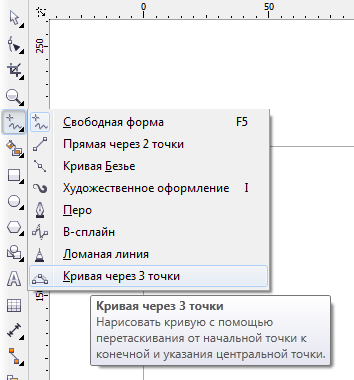 0 50
250
Свободная форма F5
Прямая через 2 точки
Кривая Безье
Художественное оформление I
Перо
В-сплайн
Ломаная линия
Кривая через 3 точки
Кривая через 3 точки
Нарисовать кривую с помощью
перетаскивания от начальной точки к
конечной и указания центральной точки.